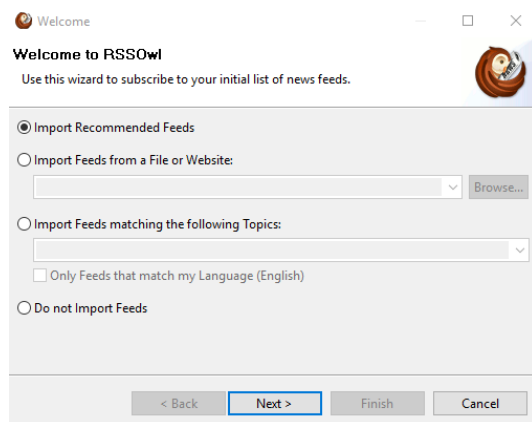 Welcome
Welcome to RSSOwl
Use this wizard to subscribe to your initial list of news feeds.
Import Recommended Feeds
Import Feeds from a File or Website:
Browse...
Import Feeds matching the following Topics:
Only Feeds that match my Language (English)
Do not Import Feeds
< Back Next > Finish Cancel